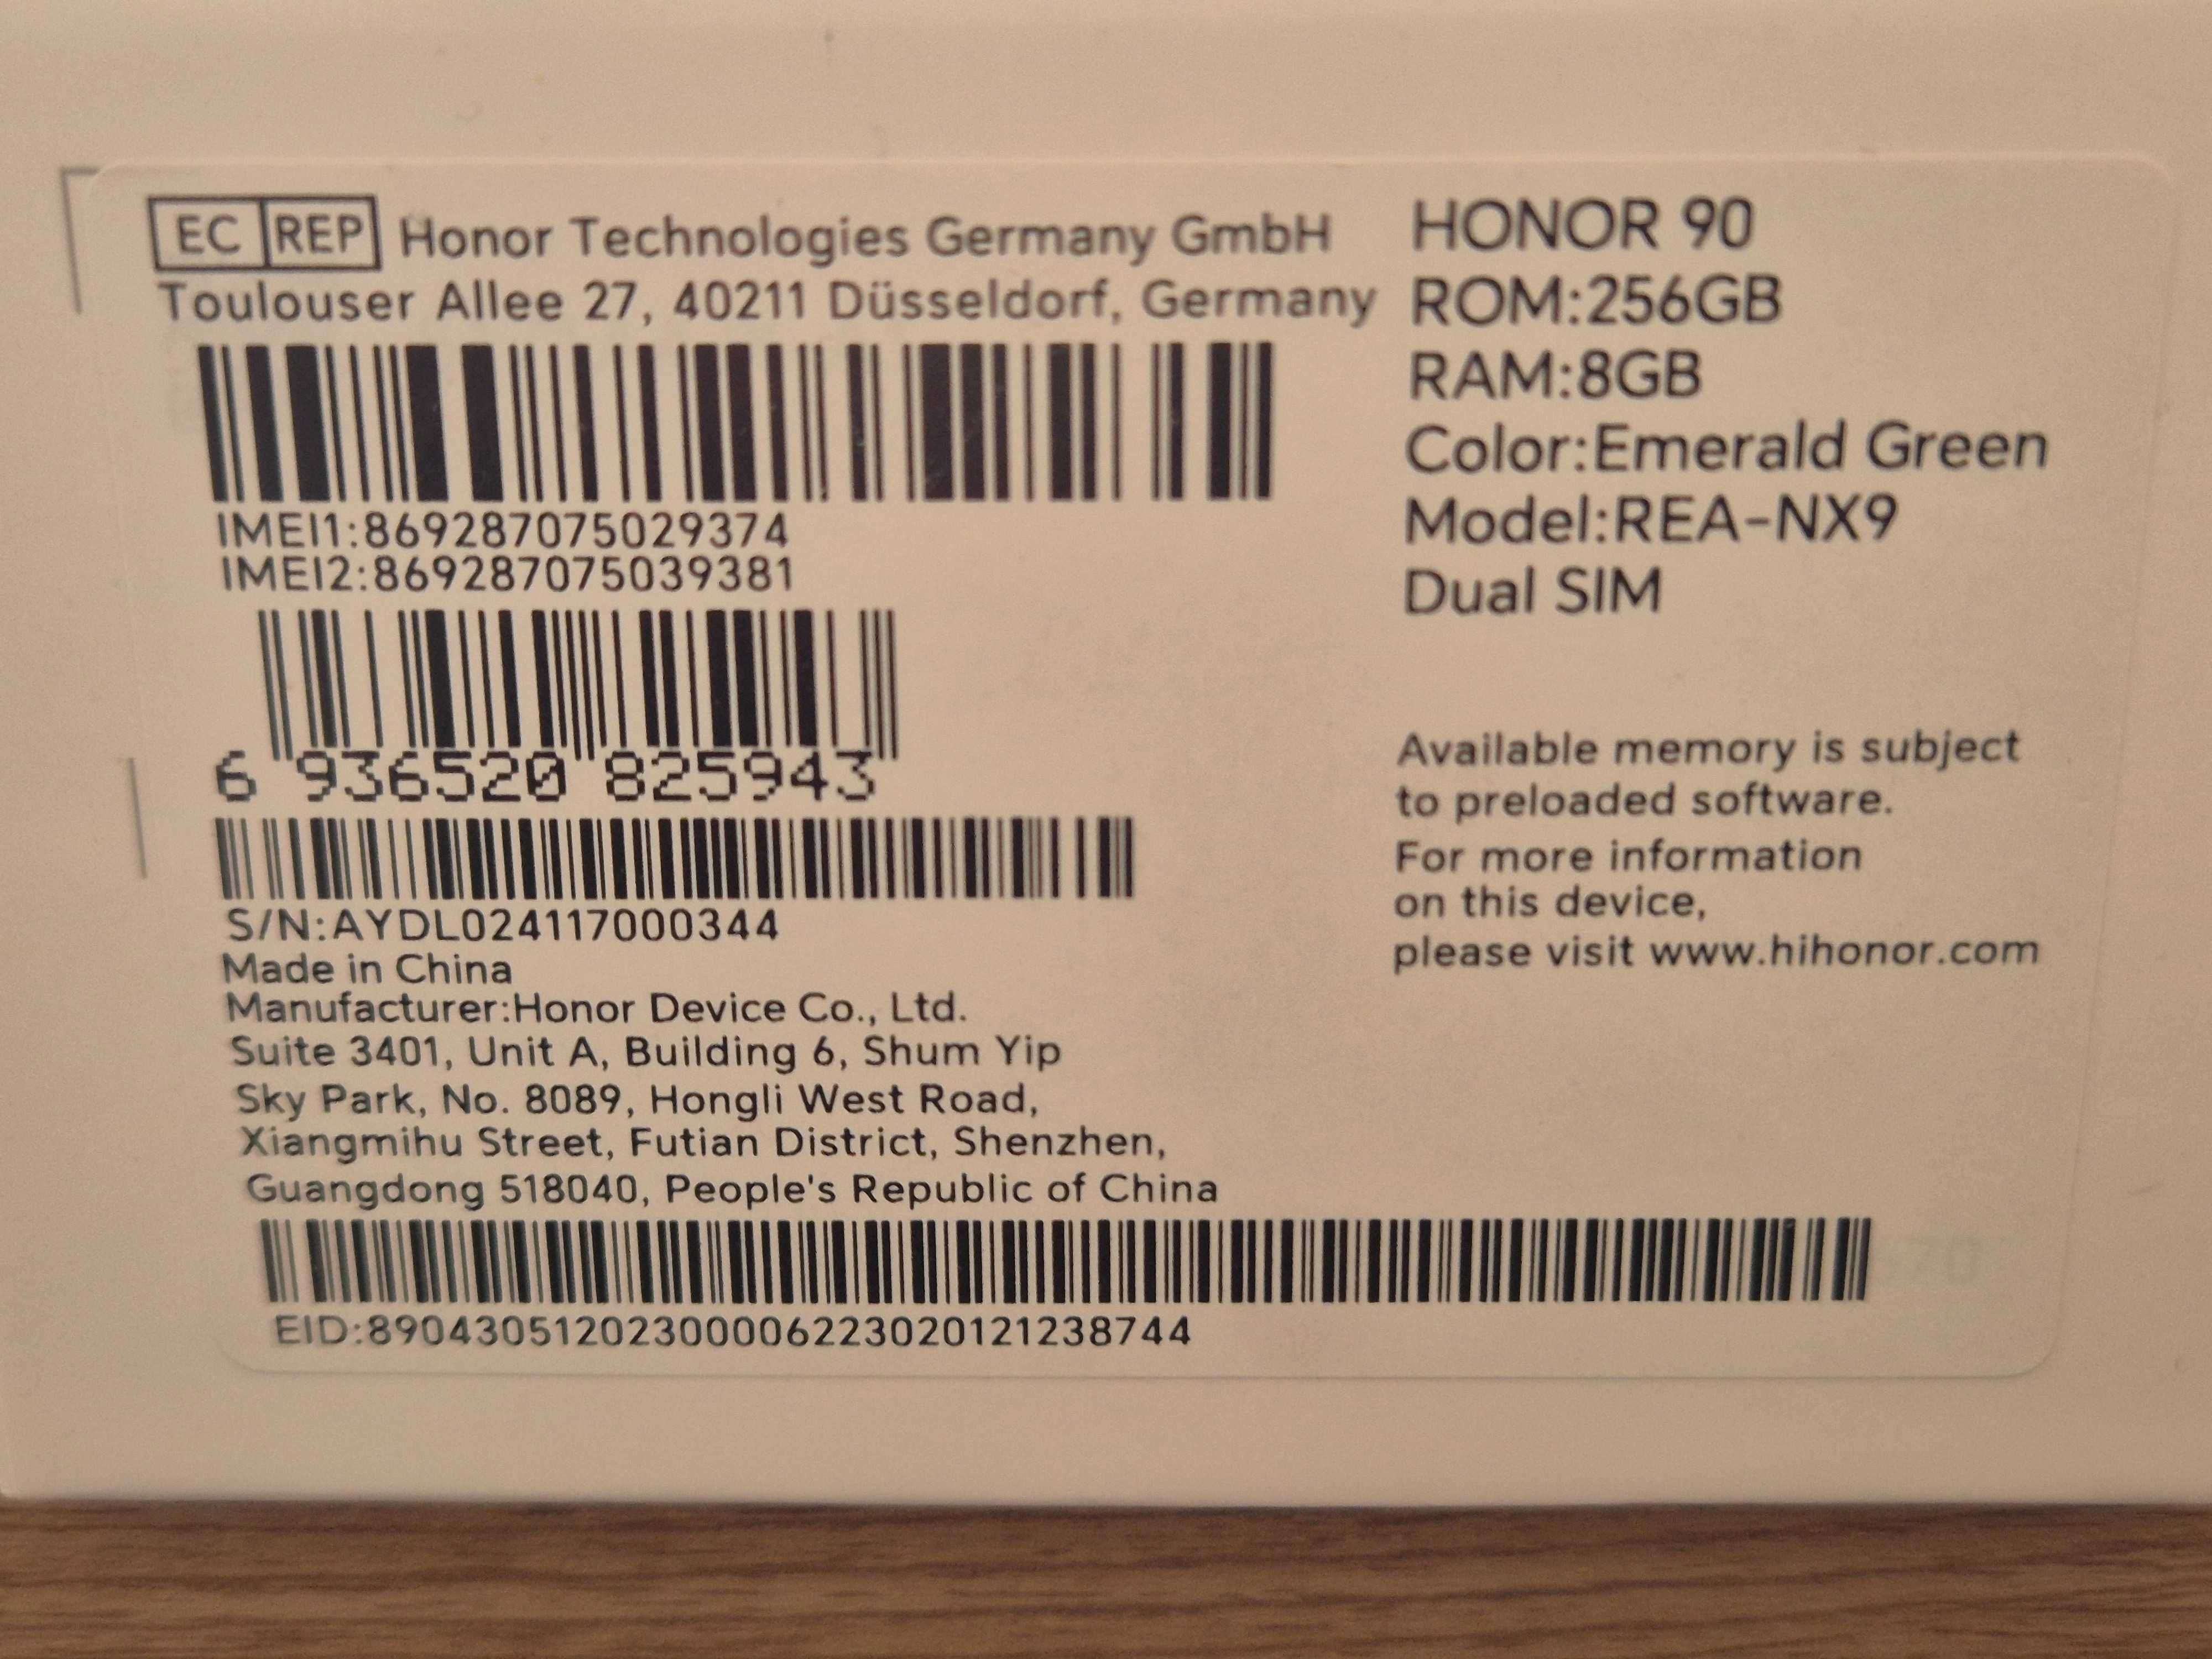 EC REP Honor Technologies Germany GmbH
Toulouser Allee 27, 40211 Düsseldorf, Germany
IMEI1:869287075029374
IMEI2:869287075039381
6 936520 825943
S/N:AYDL024117000344
Made in China
Manufacturer:Honor Device Co., Ltd.
Suite 3401, Unit A, Building 6, Shum Yip
Sky Park, No. 8089, Hongli West Road,
Xiangmihu Street, Futian District, Shenzhen,
Guangdong 518040, People's Republic of China
EID:89043051202300006223020121238744
HONOR 90
ROM:256GB
RAM:8GB
Color:Emerald Green
Model:REA-NX9
Dual SIM
Available memory is subject
to preloaded software.
For more information
on this device,
please visit www.hihonor.com